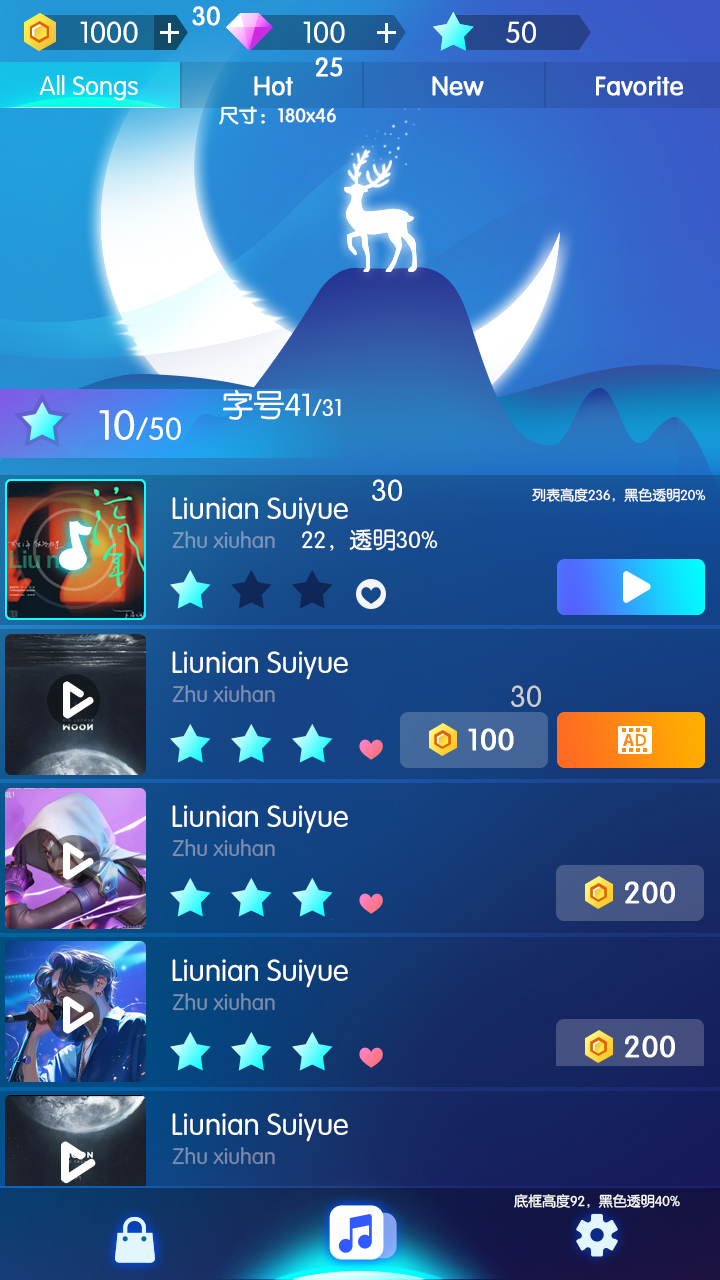 1000 + 30 100 + 50
25
All Songs Hot New Favorite
尺寸：180x46
10/50 字号41/31
Liunian Suiyue 30 列表高度236，黑色透明20%
Zhu xiuhan 22，透明30%
流年
Liunian Suiyue
Zhu xiuhan
MOON
30
100 AD
Liunian Suiyue
Zhu xiuhan
200
Liunian Suiyue
Zhu xiuhan
200
Liunian Suiyue
Zhu xiuhan
底框高度92，黑色透明40%